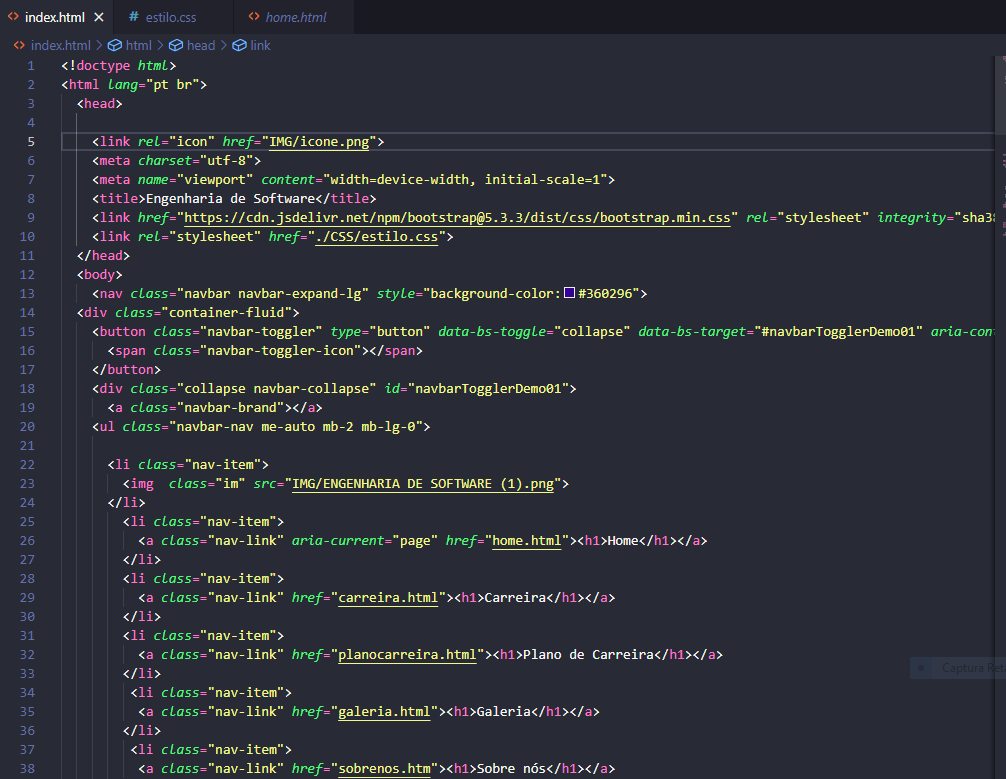 index.html estilo.css home.html
index.html > html > head > link
1 <!doctype html>
2 <html lang="pt br">
3 <head>
4
5 <link rel="icon" href="IMG/icone.png">
6 <meta charset="utf-8">
7 <meta name="viewport" content="width=device-width, initial-scale=1">
8 <title>Engenharia de Software</title>
9 <link href="https://cdn.jsdelivr.net/npm/bootstrap@5.3.3/dist/css/bootstrap.min.css" rel="stylesheet" integrity="sha38
10 <link rel="stylesheet" href="./CSS/estilo.css">
11 </head>
12 <body>
13 <nav class="navbar navbar-expand-lg" style="background-color:#360296">
14 <div class="container-fluid">
15 <button class="navbar-toggler" type="button" data-bs-toggle="collapse" data-bs-target="#navbarTogglerDemo01" aria-con
16 <span class="navbar-toggler-icon"></span>
17 </button>
18 <div class="collapse navbar-collapse" id="navbarTogglerDemo01">
19 <a class="navbar-brand"></a>
20 <ul class="navbar-nav me-auto mb-2 mb-lg-0">
21
22 <li class="nav-item">
23 <img  class="im" src="IMG/ENGENHARIA DE SOFTWARE (1).png">
24 </li>
25 <li class="nav-item">
26 <a class="nav-link" aria-current="page" href="home.html"><h1>Home</h1></a>
27 </li>
28 <li class="nav-item">
29 <a class="nav-link" href="carreira.html"><h1>Carreira</h1></a>
30 </li>
31 <li class="nav-item">
32 <a class="nav-link" href="planocarreira.html"><h1>Plano de Carreira</h1></a>
33 </li>
34 <li class="nav-item">
35 <a class="nav-link" href="galeria.html"><h1>Galeria</h1></a>
36 </li>
Captura Ret
37 <li class="nav-item">
38 <a class="nav-link" href="sobrenos.htm"><h1>Sobre nós</h1></a>